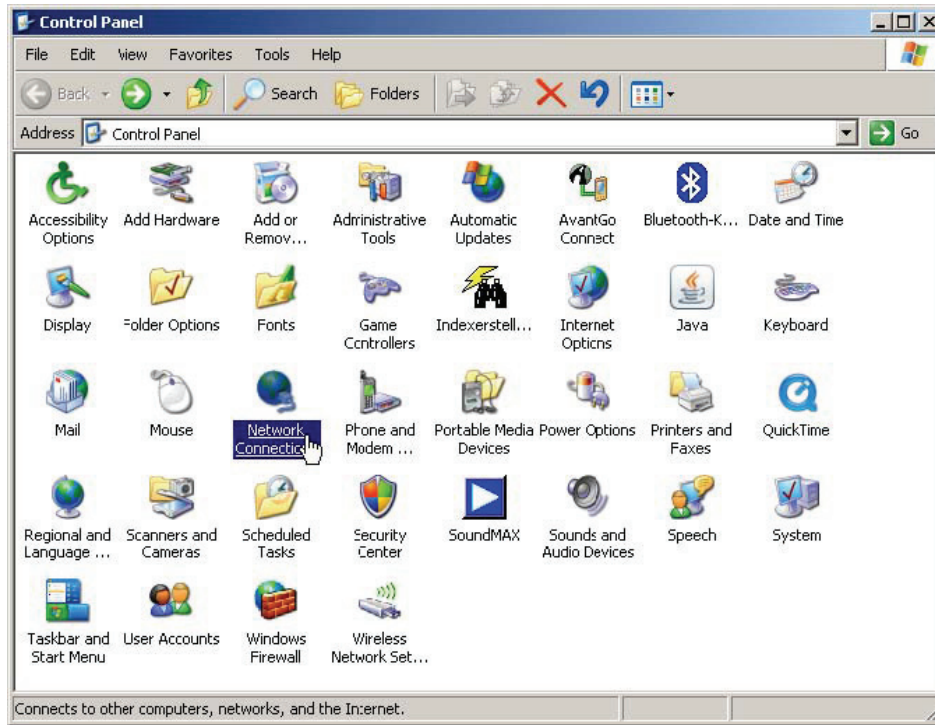 Control Panel
File Edit View Favorites Tools Help
Back Search Folders
Address Control Panel Go
Accessibility Options
Add Hardware
Add or Remov...
Administrative Tools
Automatic Updates
AvantGo Connect
Bluetooth-K...
Date and Time
Display
Folder Options
Fonts
Game Controllers
Indexerstell...
Internet Options
Java
Keyboard
Mail
Mouse
Network Connectio
Phone and Modem ...
Portable Media Devices
Power Options
Printers and Faxes
QuickTime
Regional and Language ...
Scanners and Cameras
Scheduled Tasks
Security Center
SoundMAX
Sounds and Audio Devices
Speech
System
Taskbar and Start Menu
User Accounts
Windows Firewall
Wireless Network Set...
Connects to other computers, networks, and the Internet.